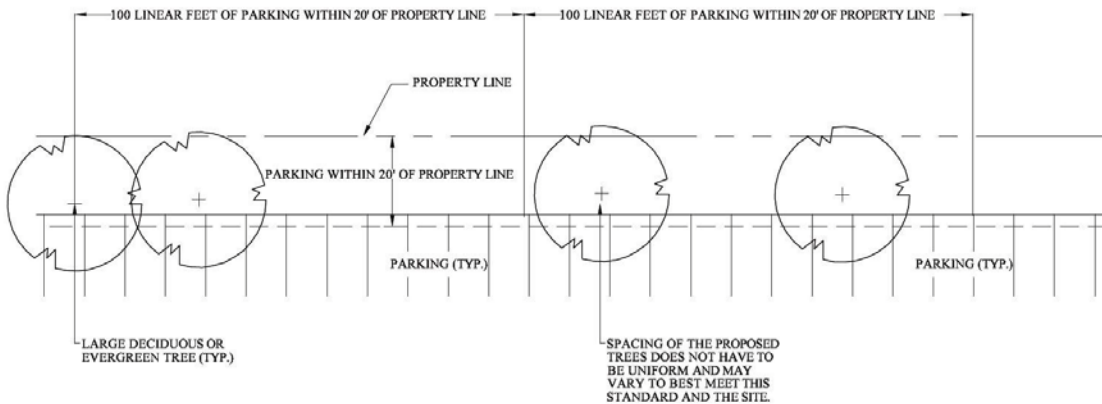 100 LINEAR FEET OF PARKING WITHIN 20' OF PROPERTY LINE
100 LINEAR FEET OF PARKING WITHIN 20' OF PROPERTY LINE
PROPERTY LINE
PARKING WITHIN 20' OF PROPERTY LINE
PARKING (TYP.)
PARKING (TYP.)
LARGE DECIDUOUS OR
EVERGREEN TREE (TYP.)
SPACING OF THE PROPOSED
TREES DOES NOT HAVE TO
BE UNIFORM AND MAY
VARY TO BEST MEET THIS
STANDARD AND THE SITE.